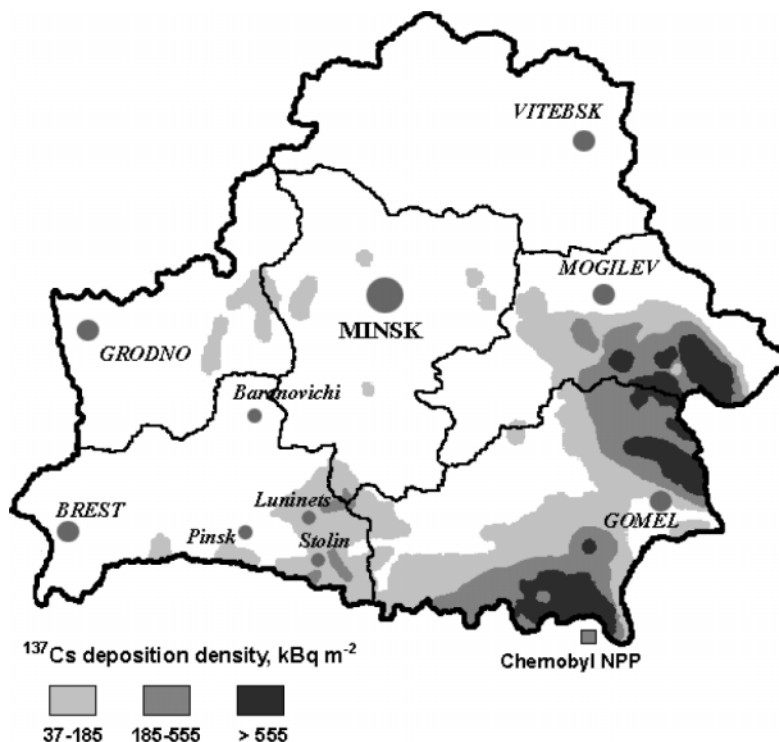 VITEBSK
MOGILEV
MINSK
GRODNO
Baranovichi
Luninets
BREST
Pinsk
Stolin
GOMEL
137Cs deposition density, kBq m-2
Chernobyl NPP
37-185 185-555 > 555